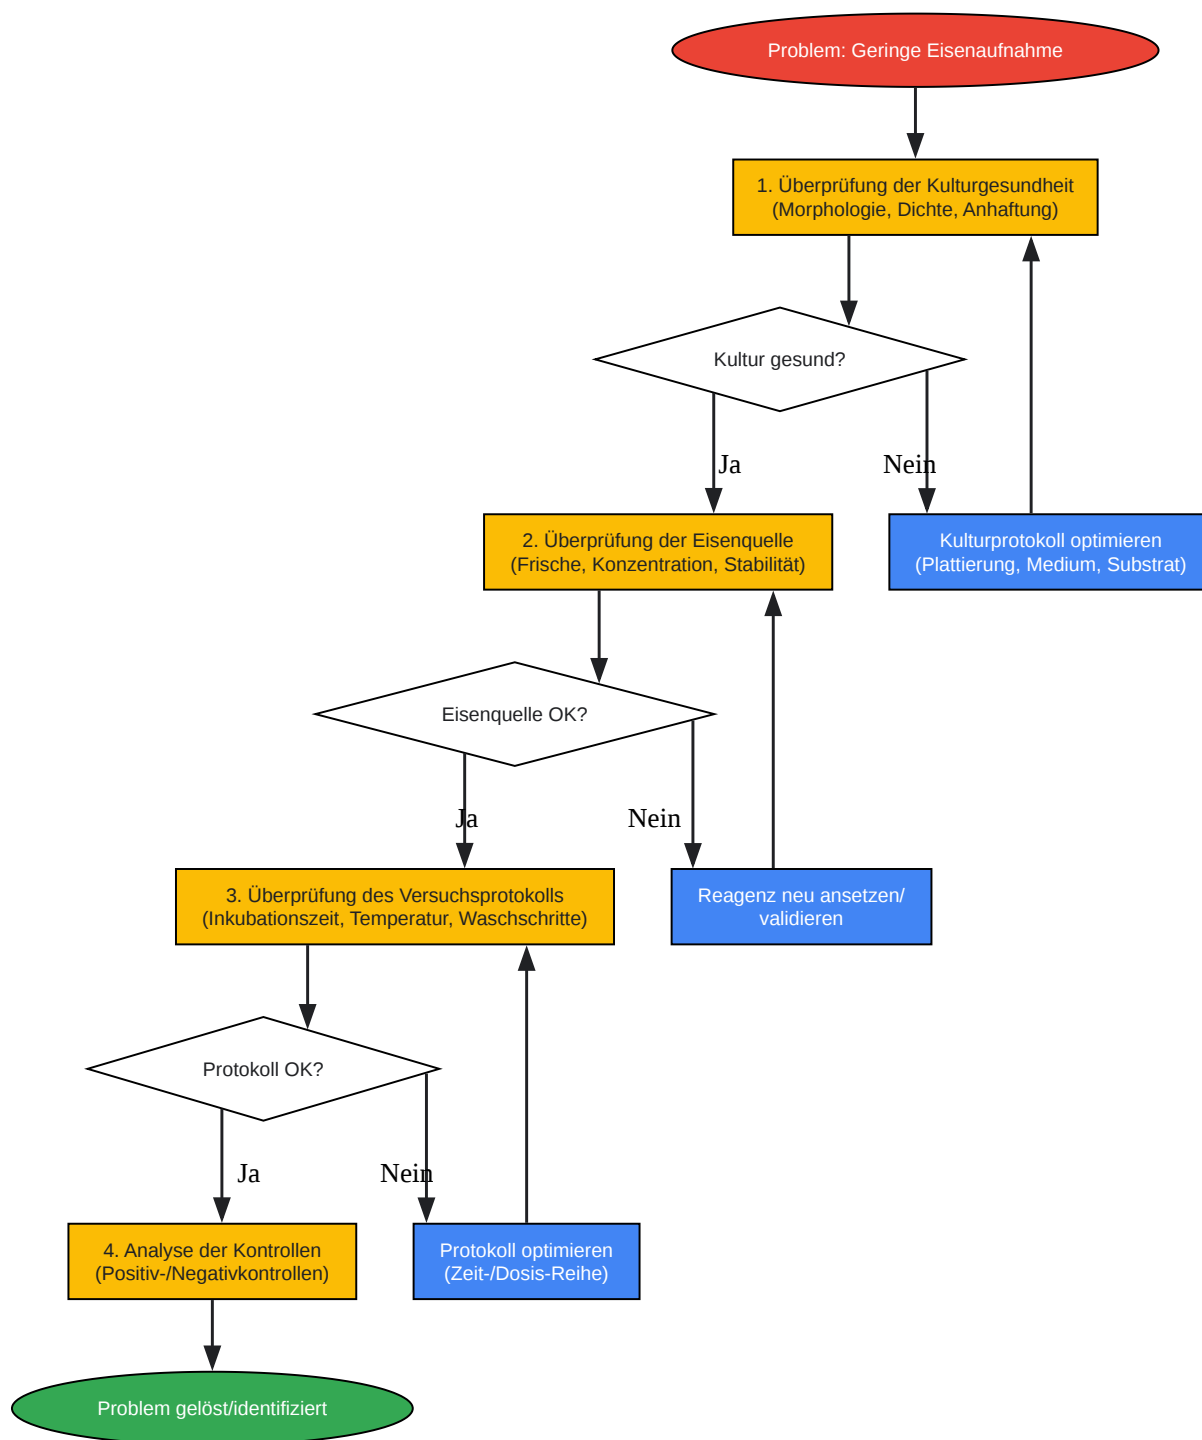 Problem: Geringe Eisenaufnahme
1. Überprüfung der Kulturgesundheit
(Morphologie, Dichte, Anhaftung)
Kultur gesund?
Ja
Nein
2. Überprüfung der Eisenquelle
(Frische, Konzentration, Stabilität)
Kulturprotokoll optimieren
(Plattierung, Medium, Substrat)
Eisenquelle OK?
Ja
Nein
3. Überprüfung des Versuchsprotokolls
(Inkubationszeit, Temperatur, Waschschritte)
Reagenz neu ansetzen/
validieren
Protokoll OK?
Ja
Nein
4. Analyse der Kontrollen
(Positiv-/Negativkontrollen)
Protokoll optimieren
(Zeit-/Dosis-Reihe)
Problem gelöst/identifiziert